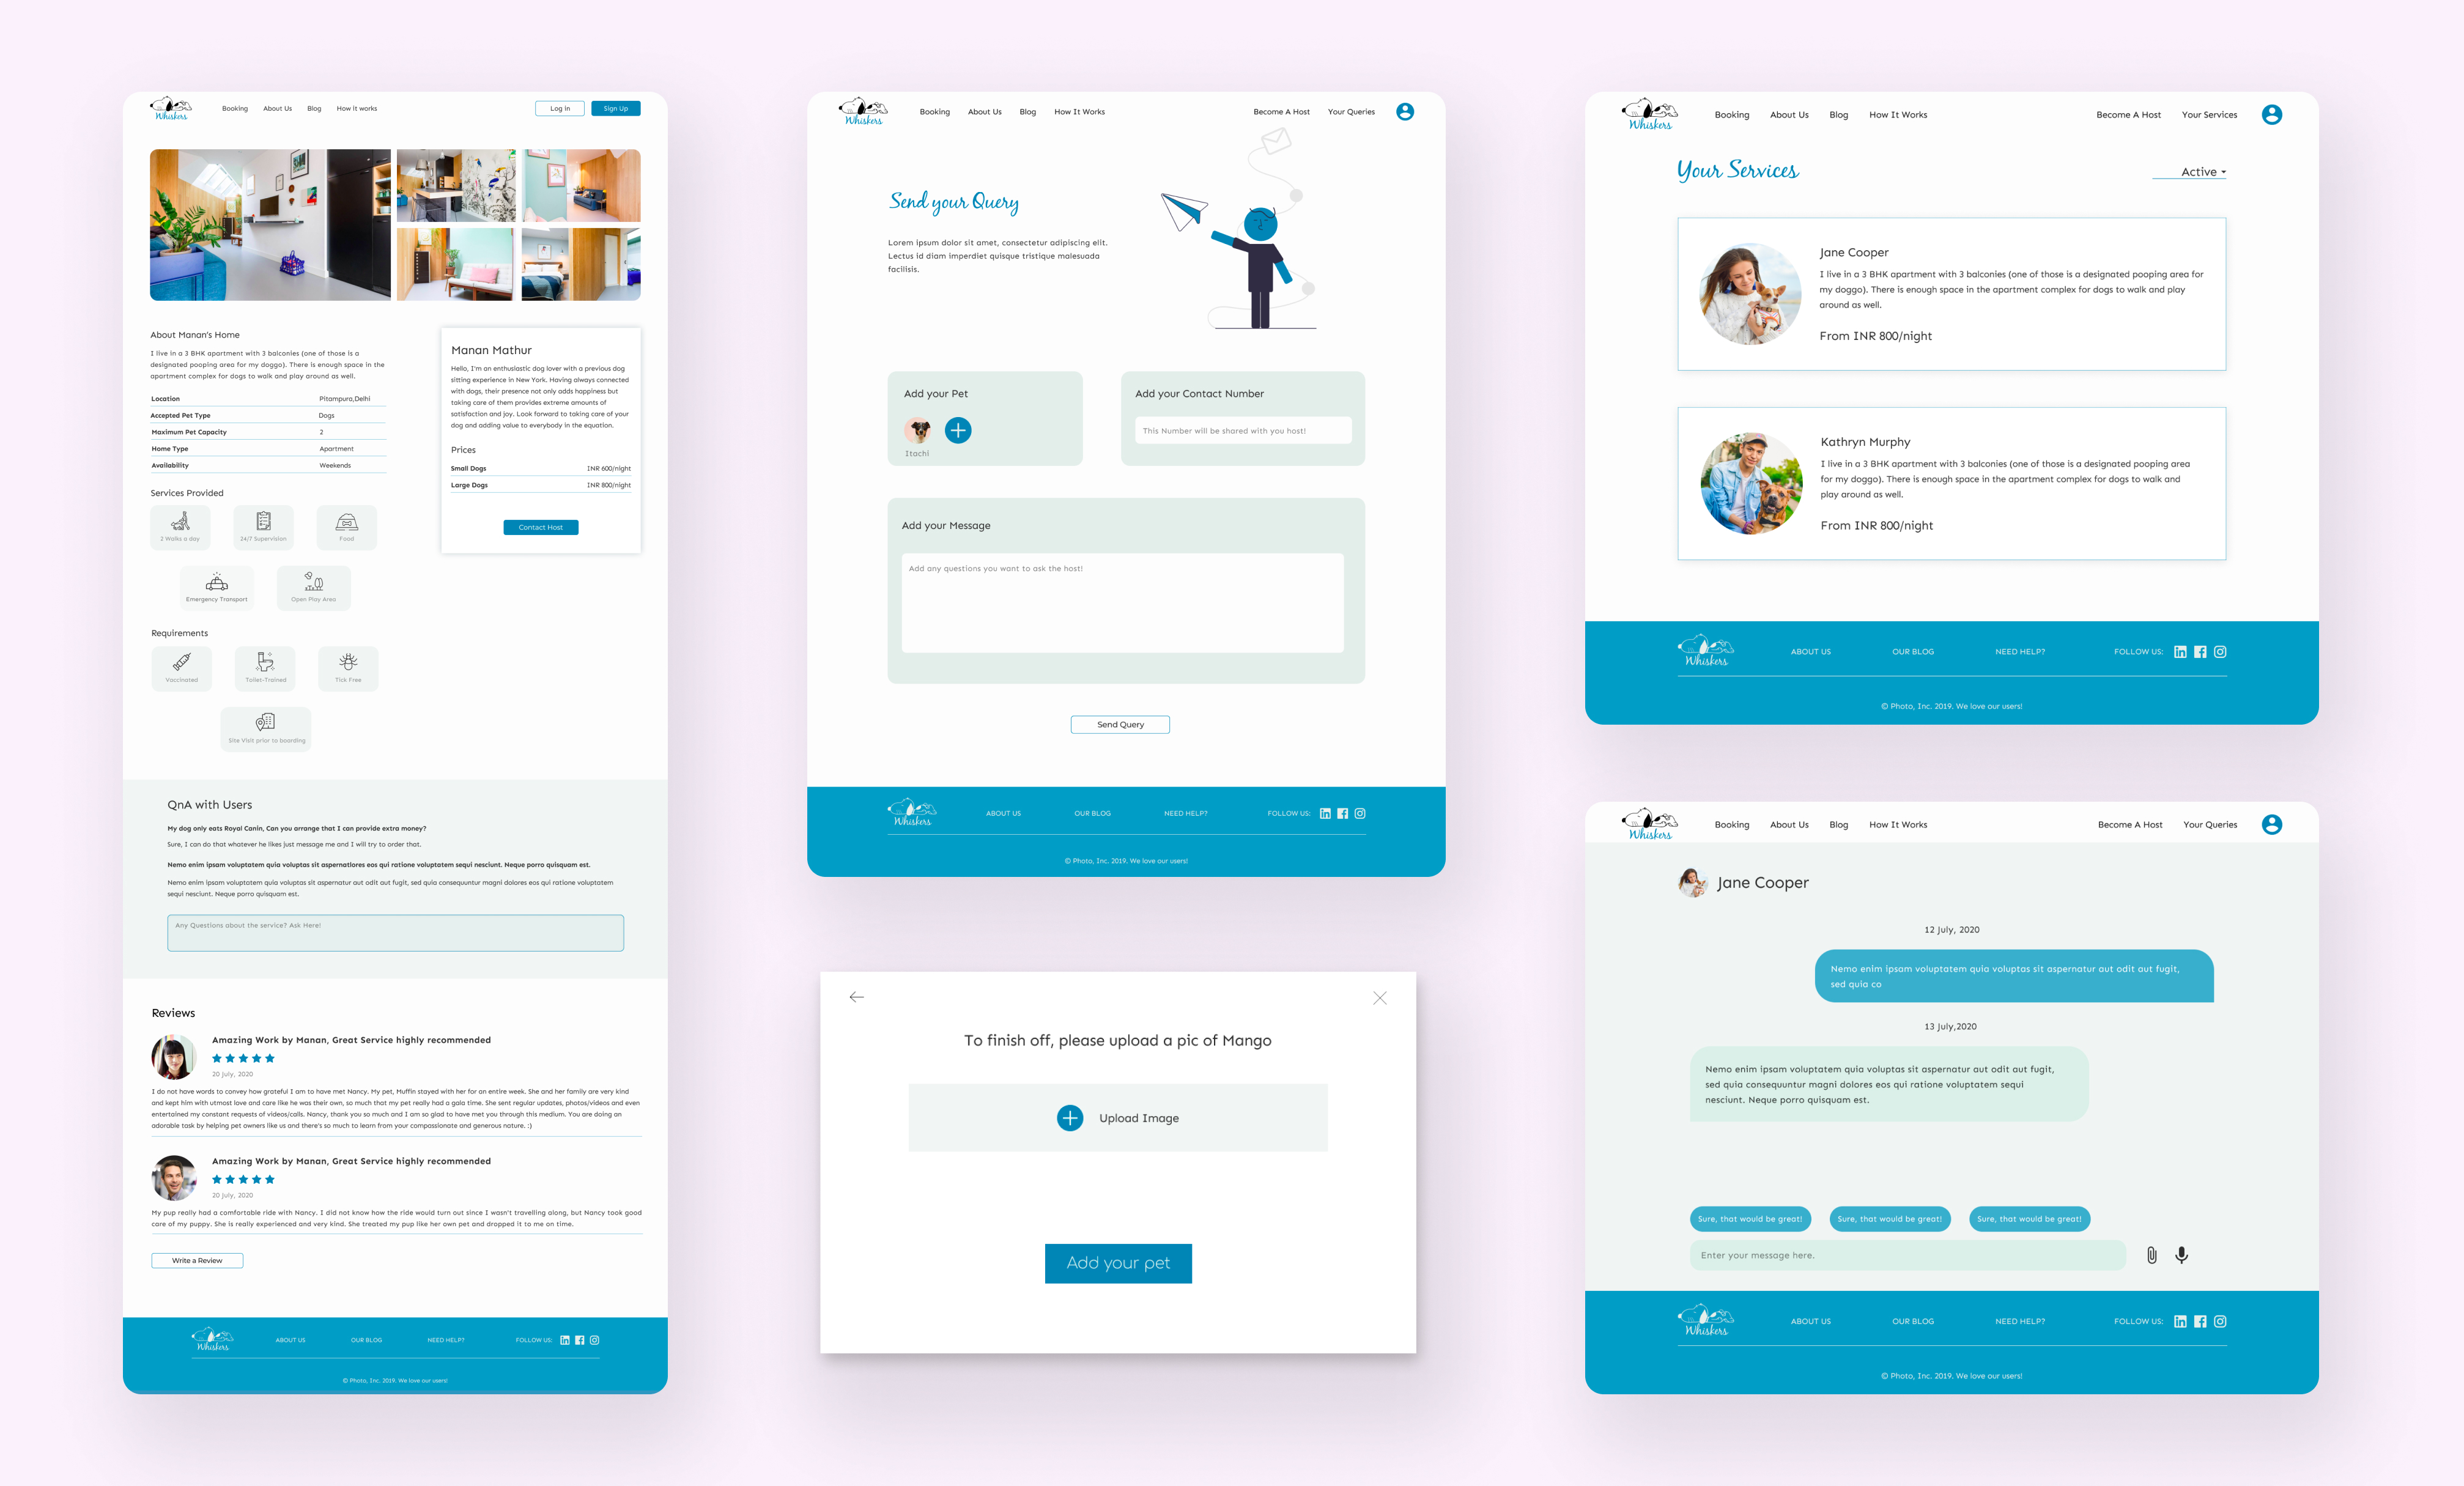 Whiskers
Booking
About Us
Blog
How it works
Log in
Sign Up
About Manan's Home
I live in a 3 BHK apartment with 3 balconies (one of those is a
designated pooping area for my doggo). There is enough space in the
apartment complex for dogs to walk and play around as well.
Location Pitampura,Delhi
Accepted Pet Type Dogs
Maximum Pet Capacity 2
Home Type Apartment
Availability Weekends
Services Provided
2 Walks a day
24/7 Supervision
Food
Emergency Transport
Open Play Area
Requirements
Vaccinated
Toilet-Trained
Tick Free
Site Visit prior to boarding
Manan Mathur
Hello, I'm an enthusiastic dog lover with a previous dog
sitting experience in New York. Having always connected
with dogs, their presence not only adds happiness but
taking care of them provides extreme amounts of
satisfaction and joy. Look forward to taking care of your
dog and adding value to everybody in the equation.
Prices
Small Dogs INR 600/night
Large Dogs INR 800/night
Contact Host
QnA with Users
My dog only eats Royal Canin, Can you arrange that I can provide extra money?
Sure, I can do that whatever he likes just message me and I will try to order that.
Nemo enim ipsam voluptatem quia voluptas sit aspernatlores eos qui ratione voluptatem sequi nesciunt. Neque porro quisquam est.
Nemo enim ipsam voluptatem quia voluptas sit aspernatur aut odit aut fugit, sed quia consequuntur magni dolores eos qui ratione voluptatem
sequi nesciunt. Neque porro quisquam est.
Any Questions about the service? Ask Here!
Reviews
Amazing Work by Manan, Great Service highly recommended
20 July, 2020
I do not have words to convey how grateful I am to have met Nancy. My pet, Muffin stayed with her for an entire week. She and her family are very kind
and kept him with utmost love and care like he was their own, so much that my pet really had a gala time. She sent regular updates, photos/videos and even
entertained my constant requests of videos/calls. Nancy, thank you so much and I am so glad to have met you through this medium. You are doing an
adorable task by helping pet owners like us and there's so much to learn from your compassionate and generous nature. :)
Amazing Work by Manan, Great Service highly recommended
20 July, 2020
My pup really had a comfortable ride with Nancy. I did not know how the ride would turn out since I wasn't travelling along, but Nancy took good
care of my puppy. She is really experienced and very kind. She treated my pup like her own pet and dropped it to me on time.
Write a Review
Whiskers
ABOUT US
OUR BLOG
NEED HELP?
FOLLOW US:
© Photo, Inc. 2019. We love our users!
Whiskers
Booking
About Us
Blog
How It Works
Become A Host
Your Queries
Send your Query
Lorem ipsum dolor sit amet, consectetur adipiscing elit.
Lectus id diam imperdiet quisque tristique malesuada
facilisis.
Add your Pet
Itachi
Add your Contact Number
This Number will be shared with you host!
Add your Message
Add any questions you want to ask the host!
Send Query
Whiskers
ABOUT US
OUR BLOG
NEED HELP?
FOLLOW US:
© Photo, Inc. 2019. We love our users!
To finish off, please upload a pic of Mango
Upload Image
Add your pet
Whiskers
Booking
About Us
Blog
How It Works
Become A Host
Your Services
Your Services
Active
Jane Cooper
I live in a 3 BHK apartment with 3 balconies (one of those is a designated pooping area for
my doggo). There is enough space in the apartment complex for dogs to walk and play
around as well.
From INR 800/night
Kathryn Murphy
I live in a 3 BHK apartment with 3 balconies (one of those is a designated pooping area
for my doggo). There is enough space in the apartment complex for dogs to walk and
play around as well.
From INR 800/night
Whiskers
ABOUT US
OUR BLOG
NEED HELP?
FOLLOW US:
© Photo, Inc. 2019. We love our users!
Whiskers
Booking
About Us
Blog
How It Works
Become A Host
Your Queries
Jane Cooper
12 July, 2020
Nemo enim ipsam voluptatem quia voluptas sit aspernatur aut odit aut fugit,
sed quia co
13 July,2020
Nemo enim ipsam voluptatem quia voluptas sit aspernatur aut odit aut fugit,
sed quia consequuntur magni dolores eos qui ratione voluptatem sequi
nesciunt. Neque porro quisquam est.
Sure, that would be great!
Sure, that would be great!
Sure, that would be great!
Enter your message here.
Whiskers
ABOUT US
OUR BLOG
NEED HELP?
FOLLOW US:
© Photo, Inc. 2019. We love our users!